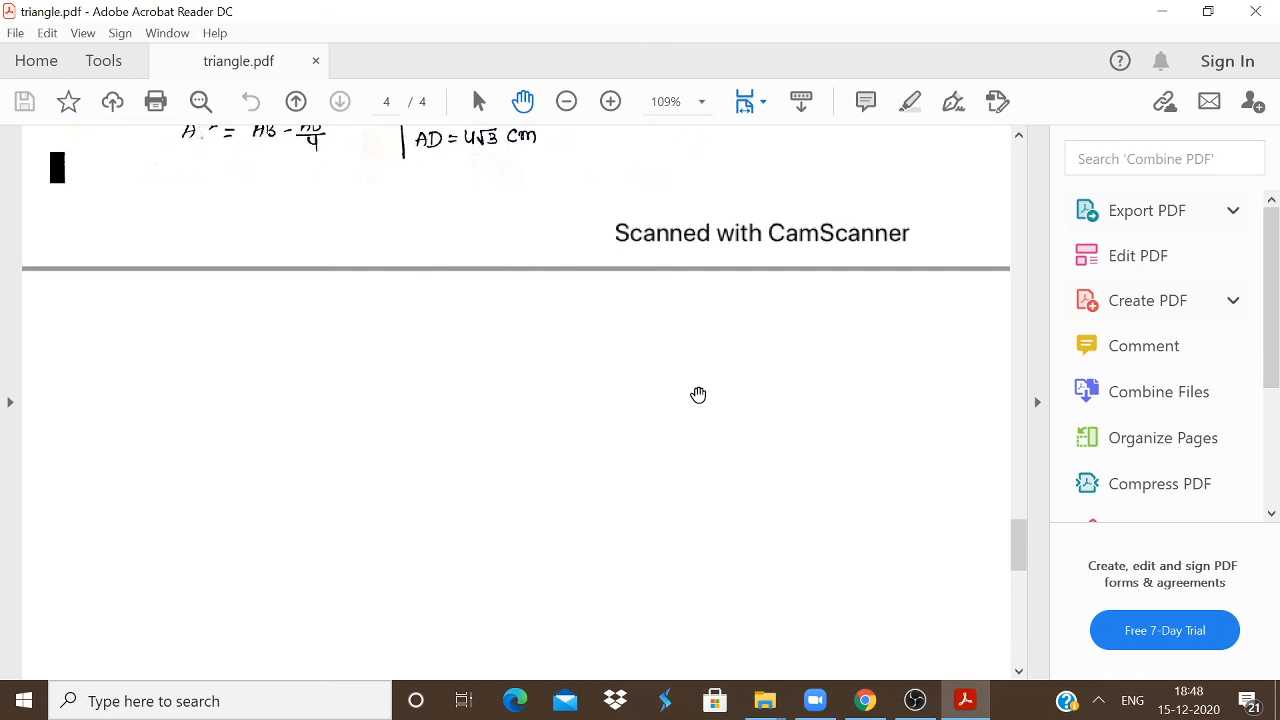 triangle.pdf - Adobe Acrobat Reader DC
File Edit View Sign Window Help
Home Tools triangle.pdf × Sign In
4 / 4 109%
AD = 4√3 cm
Scanned with CamScanner
Search 'Combine PDF'
Export PDF
Edit PDF
Create PDF
Comment
Combine Files
Organize Pages
Compress PDF
Create, edit and sign PDF
forms & agreements
Free 7-Day Trial
Type here to search
ENG
18:48
15-12-2020
21